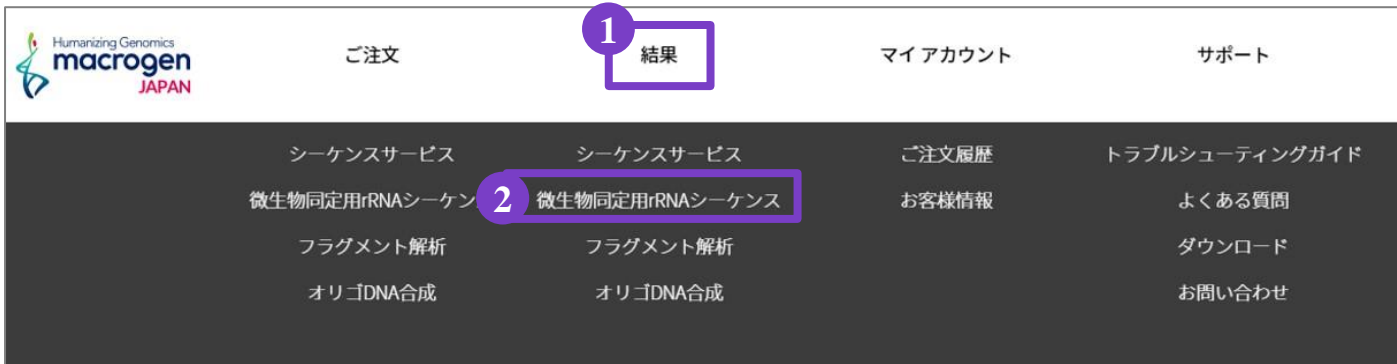 Humanizing Genomics
macrogen
JAPAN
ご注文
1
結果
マイ アカウント
サポート
シーケンスサービス
シーケンスサービス
ご注文履歴
トラブルシューティングガイド
微生物同定用rRNAシーケン
2
微生物同定用rRNAシーケンス
お客様情報
よくある質問
フラグメント解析
フラグメント解析
ダウンロード
オリゴDNA合成
オリゴDNA合成
お問い合わせ